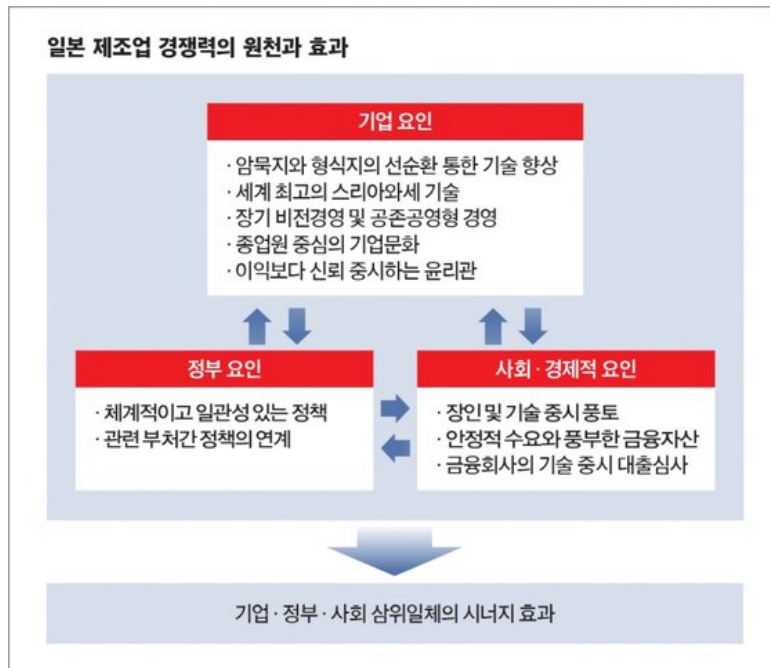 일본 제조업 경쟁력의 원천과 효과
기업 요인
· 암묵지와 형식지의 선순환 통한 기술 향상
· 세계 최고의 스리아와세 기술
· 장기 비전경영 및 공존공영형 경영
· 종업원 중심의 기업문화
· 이익보다 신뢰 중시하는 윤리관
정부 요인
· 체계적이고 일관성 있는 정책
· 관련 부처간 정책의 연계
사회 · 경제적 요인
· 장인 및 기술 중시 풍토
· 안정적 수요와 풍부한 금융자산
· 금융회사의 기술 중시 대출심사
기업 · 정부 · 사회 삼위일체의 시너지 효과